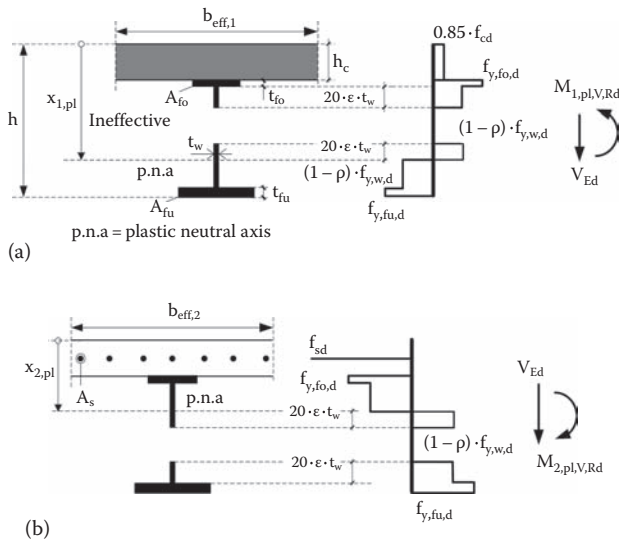 b_eff,1
0.85·f_cd
h_c
f_y,fo,d
A_fo
t_fo
M_1,pl,V,Rd
x_1,pl
20·ε·t_w
h
Ineffective
(1−ρ)·f_y,w,d
t_w
20·ε·t_w
p.n.a
(1−ρ)·f_y,w,d
V_Ed
t_fu
A_fu
f_y,fu,d
p.n.a = plastic neutral axis
(a)
b_eff,2
f_sd
x_2,pl
V_Ed
f_y,fo,d
A_s
p.n.a
20·ε·t_w
(1−ρ)·f_y,w,d
20·ε·t_w
M_2,pl,V,Rd
f_y,fu,d
(b)